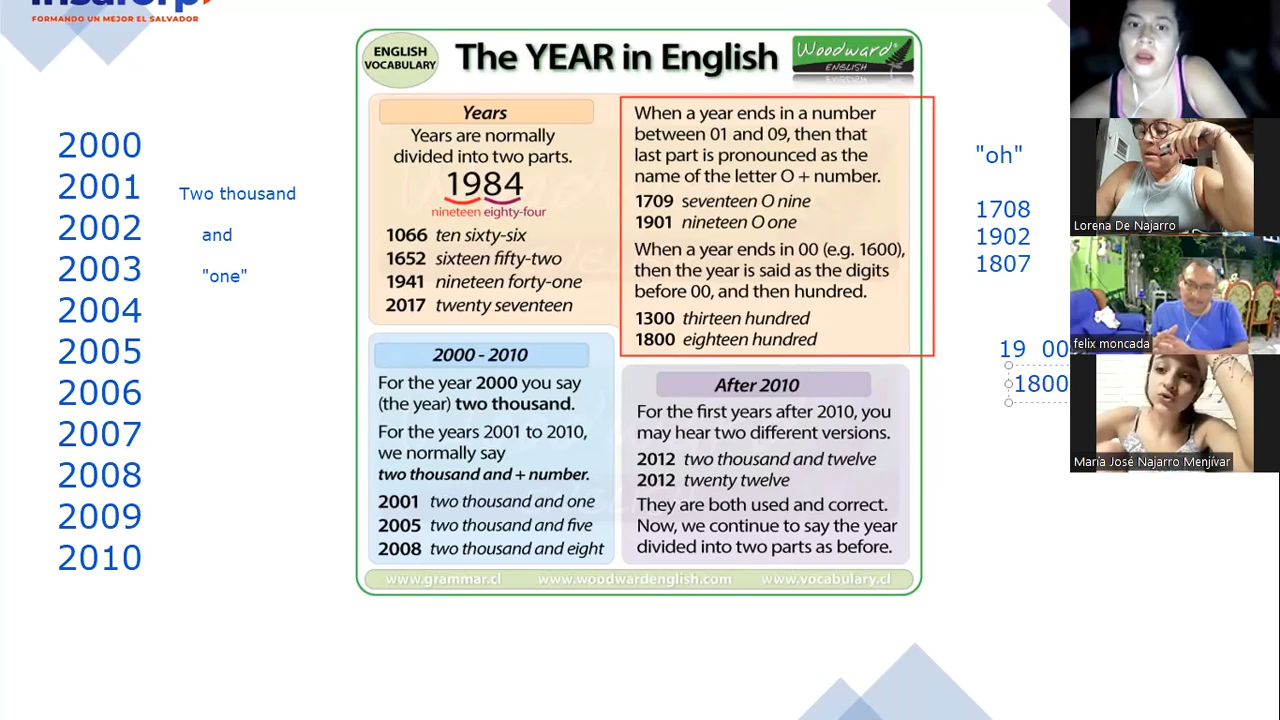 insaforp
FORMANDO UN MEJOR EL SALVADOR
2000
2001
2002
2003
2004
2005
2006
2007
2008
2009
2010
Two thousand
and
"one"
ENGLISH
VOCABULARY
The YEAR in English
Woodward®
ENGLISH
Years
Years are normally
divided into two parts.
1984
nineteen eighty-four
1066 ten sixty-six
1652 sixteen fifty-two
1941 nineteen forty-one
2017 twenty seventeen
When a year ends in a number
between 01 and 09, then that
last part is pronounced as the
name of the letter O + number.
1709 seventeen O nine
1901 nineteen O one
When a year ends in 00 (e.g. 1600),
then the year is said as the digits
before 00, and then hundred.
1300 thirteen hundred
1800 eighteen hundred
2000 - 2010
For the year 2000 you say
(the year) two thousand.
For the years 2001 to 2010,
we normally say
two thousand and + number.
2001 two thousand and one
2005 two thousand and five
2008 two thousand and eight
After 2010
For the first years after 2010, you
may hear two different versions.
2012 two thousand and twelve
2012 twenty twelve
They are both used and correct.
Now, we continue to say the year
divided into two parts as before.
www.grammar.cl www.woodwardenglish.com www.vocabulary.cl
"oh"
1708
1902
1807
19 00
1800
Lorena De Najarro
felix moncada
María José Najarro Menjívar